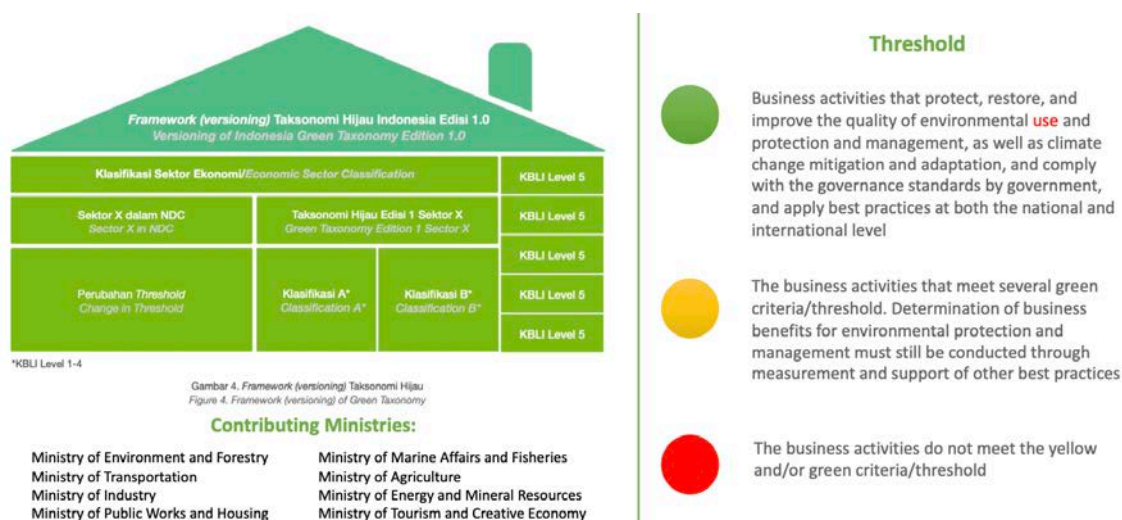 Framework (versioning) Taksonomi Hijau Indonesia Edisi 1.0
Versioning of Indonesia Green Taxonomy Edition 1.0
Klasifikasi Sektor Ekonomi/Economic Sector Classification
KBLI Level 5
Sektor X dalam NDC
Sector X in NDC
Taksonomi Hijau Edisi 1 Sektor X
Green Taxonomy Edition 1 Sector X
KBLI Level 5
KBLI Level 5
Perubahan Threshold
Change in Threshold
Klasifikasi A*
Classification A*
Klasifikasi B*
Classification B*
KBLI Level 5
KBLI Level 5
*KBLI Level 1-4
Gambar 4. Framework (versioning) Taksonomi Hijau
Figure 4. Framework (versioning) of Green Taxonomy
Contributing Ministries:
Ministry of Environment and Forestry
Ministry of Transportation
Ministry of Industry
Ministry of Public Works and Housing
Ministry of Marine Affairs and Fisheries
Ministry of Agriculture
Ministry of Energy and Mineral Resources
Ministry of Tourism and Creative Economy
Threshold
Business activities that protect, restore, and
improve the quality of environmental use and
protection and management, as well as climate
change mitigation and adaptation, and comply
with the governance standards by government,
and apply best practices at both the national and
international level
The business activities that meet several green
criteria/threshold. Determination of business
benefits for environmental protection and
management must still be conducted through
measurement and support of other best practices
The business activities do not meet the yellow
and/or green criteria/threshold